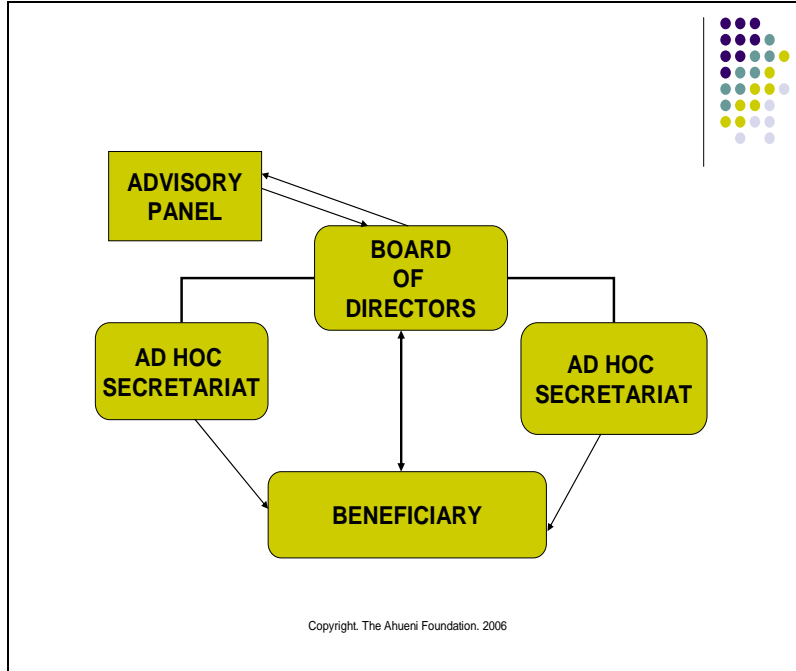 ADVISORY
PANEL
BOARD
OF
DIRECTORS
AD HOC
SECRETARIAT
AD HOC
SECRETARIAT
BENEFICIARY
Copyright. The Ahueni Foundation. 2006